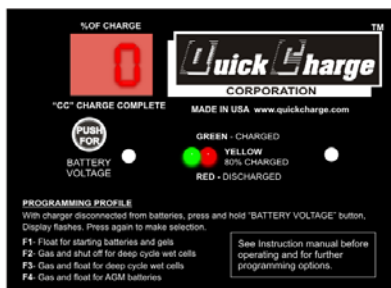 %OF CHARGE
0
"CC" CHARGE COMPLETE
TM
Quick Charge
CORPORATION
MADE IN USA www.quickcharge.com
PUSH
FOR
BATTERY
VOLTAGE
GREEN - CHARGED
YELLOW
80% CHARGED
RED - DISCHARGED
PROGRAMMING PROFILE
With charger disconnected from batteries, press and hold "BATTERY VOLTAGE" button,
Display flashes. Press again to make selection.
F1- Float for starting batteries and gels
F2- Gas and shut off for deep cycle wet cells
F3- Gas and float for deep cycle wet cells
F4- Gas and float for AGM batteries
See Instruction manual before
operating and for further
programming options.